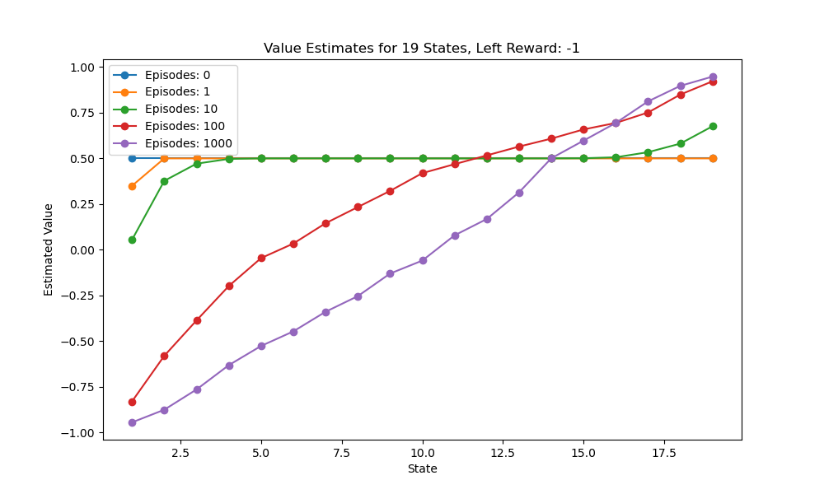 Value Estimates for 19 States, Left Reward: -1
Episodes: 0
Episodes: 1
Episodes: 10
Episodes: 100
Episodes: 1000
Estimated Value
1.00
0.75
0.50
0.25
0.00
−0.25
−0.50
−0.75
−1.00
2.5 5.0 7.5 10.0 12.5 15.0 17.5
State